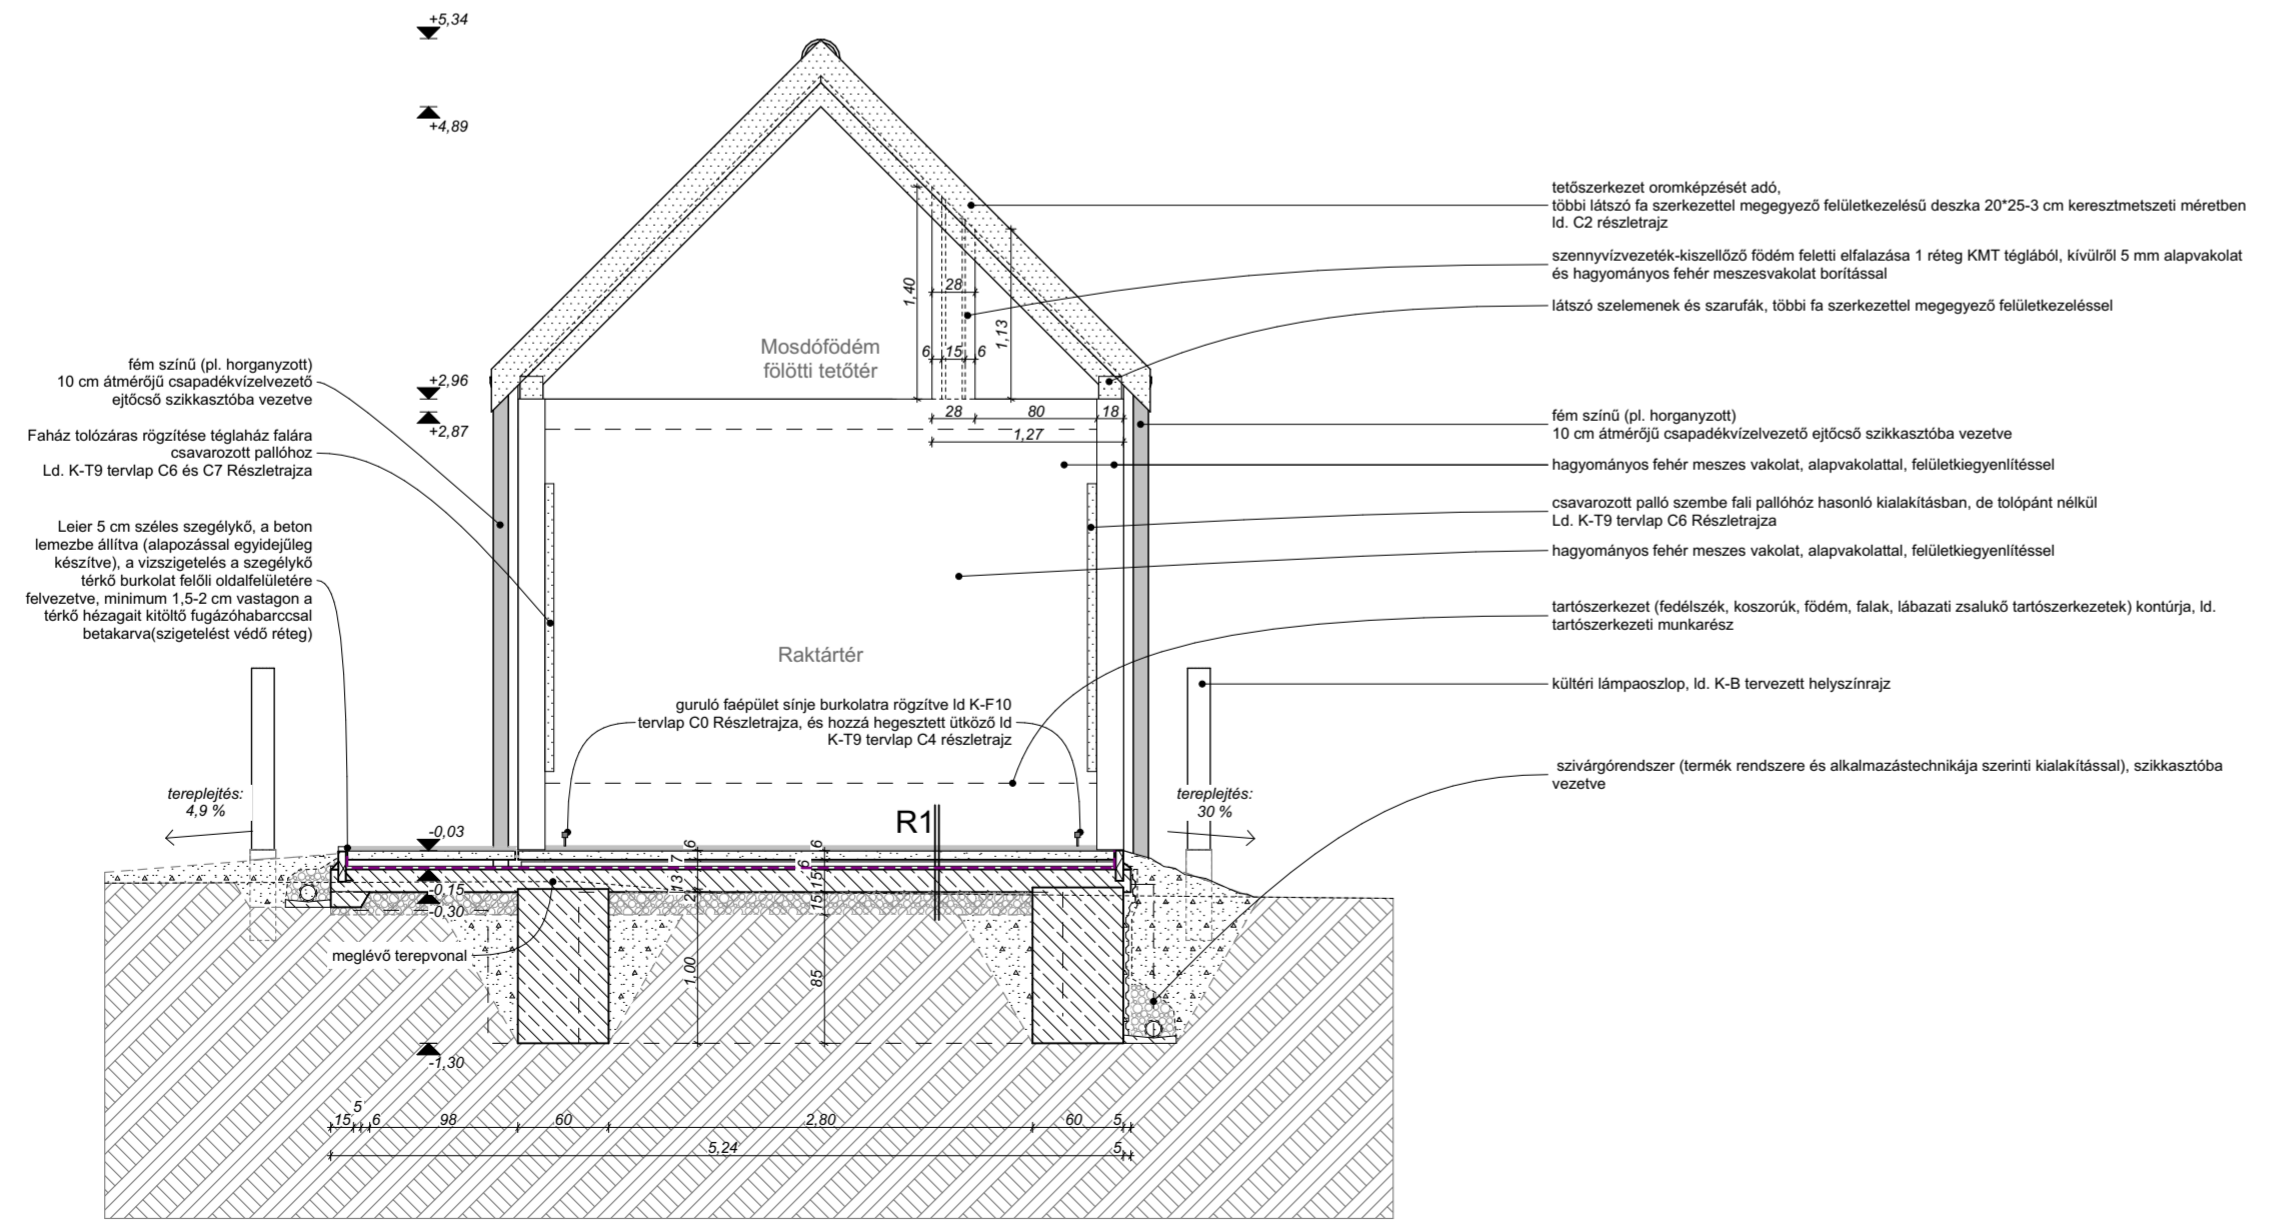 +5,34
+4,89
tetőszerkezet oromképzését adó,
többi látszó fa szerkezettel megegyező felületkezelésű deszka 20*25-3 cm keresztmetszeti méretben
ld. C2 részletrajz
szennyvízvezeték-kiszellőző födém feletti elfalazása 1 réteg KMT téglából, kívülről 5 mm alapvakolat
és hagyományos fehér meszesvakolat borítással
látszó szelemenek és szarufák, többi fa szerkezettel megegyező felületkezeléssel
1,40
28
1,13
6
15
6
Mosdófödém
fölötti tetőtér
fém színű (pl. horganyzott)
10 cm átmérőjű csapadékvízelvezető
ejtőcső szikkasztóba vezetve
+2,96
+2,87
28
80
18
1,27
fém színű (pl. horganyzott)
10 cm átmérőjű csapadékvízelvezető ejtőcső szikkasztóba vezetve
Faház tolózáras rögzítése téglaház falára
csavarozott pallóhoz
Ld. K-T9 tervlap C6 és C7 Részletrajza
hagyományos fehér meszes vakolat, alapvakolattal, felületkiegyenlítéssel
csavarozott palló szembe fali pallóhóz hasonló kialakításban, de tolópánt nélkül
Ld. K-T9 tervlap C6 Részletrajza
Leier 5 cm széles szegélykő, a beton
lemezbe állítva (alapozással egyidejűleg
készítve), a vizszigetelés a szegélykő
térkő burkolat felőli oldalfelületére
felvezetve, minimum 1,5-2 cm vastagon a
térkő hézagait kitöltő fugázóhabarccsal
betakarva(szigetelést védő réteg)
hagyományos fehér meszes vakolat, alapvakolattal, felületkiegyenlítéssel
tartószerkezet (fedélszék, koszorúk, födém, falak, lábazati zsalukő tartószerkezetek) kontúrja, ld.
tartószerkezeti munkarész
Raktártér
kültéri lámpaoszlop, ld. K-B tervezett helyszínrajz
guruló faépület sínje burkolatra rögzítve ld K-F10
tervlap C0 Részletrajza, és hozzá hegesztett ütköző ld
K-T9 tervlap C4 részletrajz
szivárgórendszer (termék rendszere és alkalmazástechnikája szerinti kialakítással), szikkasztóba
vezetve
tereplejtés:
4,9 %
tereplejtés:
30 %
R1
-0,03
-0,15
-0,30
6
7
13
2
1,00
6
6
15
15
85
meglévő terepvonal
-1,30
15
5
6
98
60
2,80
60
5
5,24
5